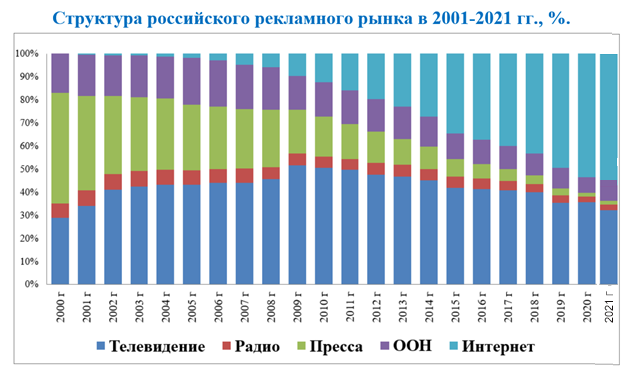 Структура российского рекламного рынка в 2001-2021 гг., %.
100%
90%
80%
70%
60%
50%
40%
30%
20%
10%
0%
2000 г
2001 г
2002 г
2003 г
2004 г
2005 г
2006 г
2007 г
2008 г
2009 г
2010 г
2011 г
2012 г
2013 г
2014 г
2015 г
2016 г
2017 г
2018 г
2019 г
2020 г
2021 г
Телевидение Радио Пресса ООН Интернет